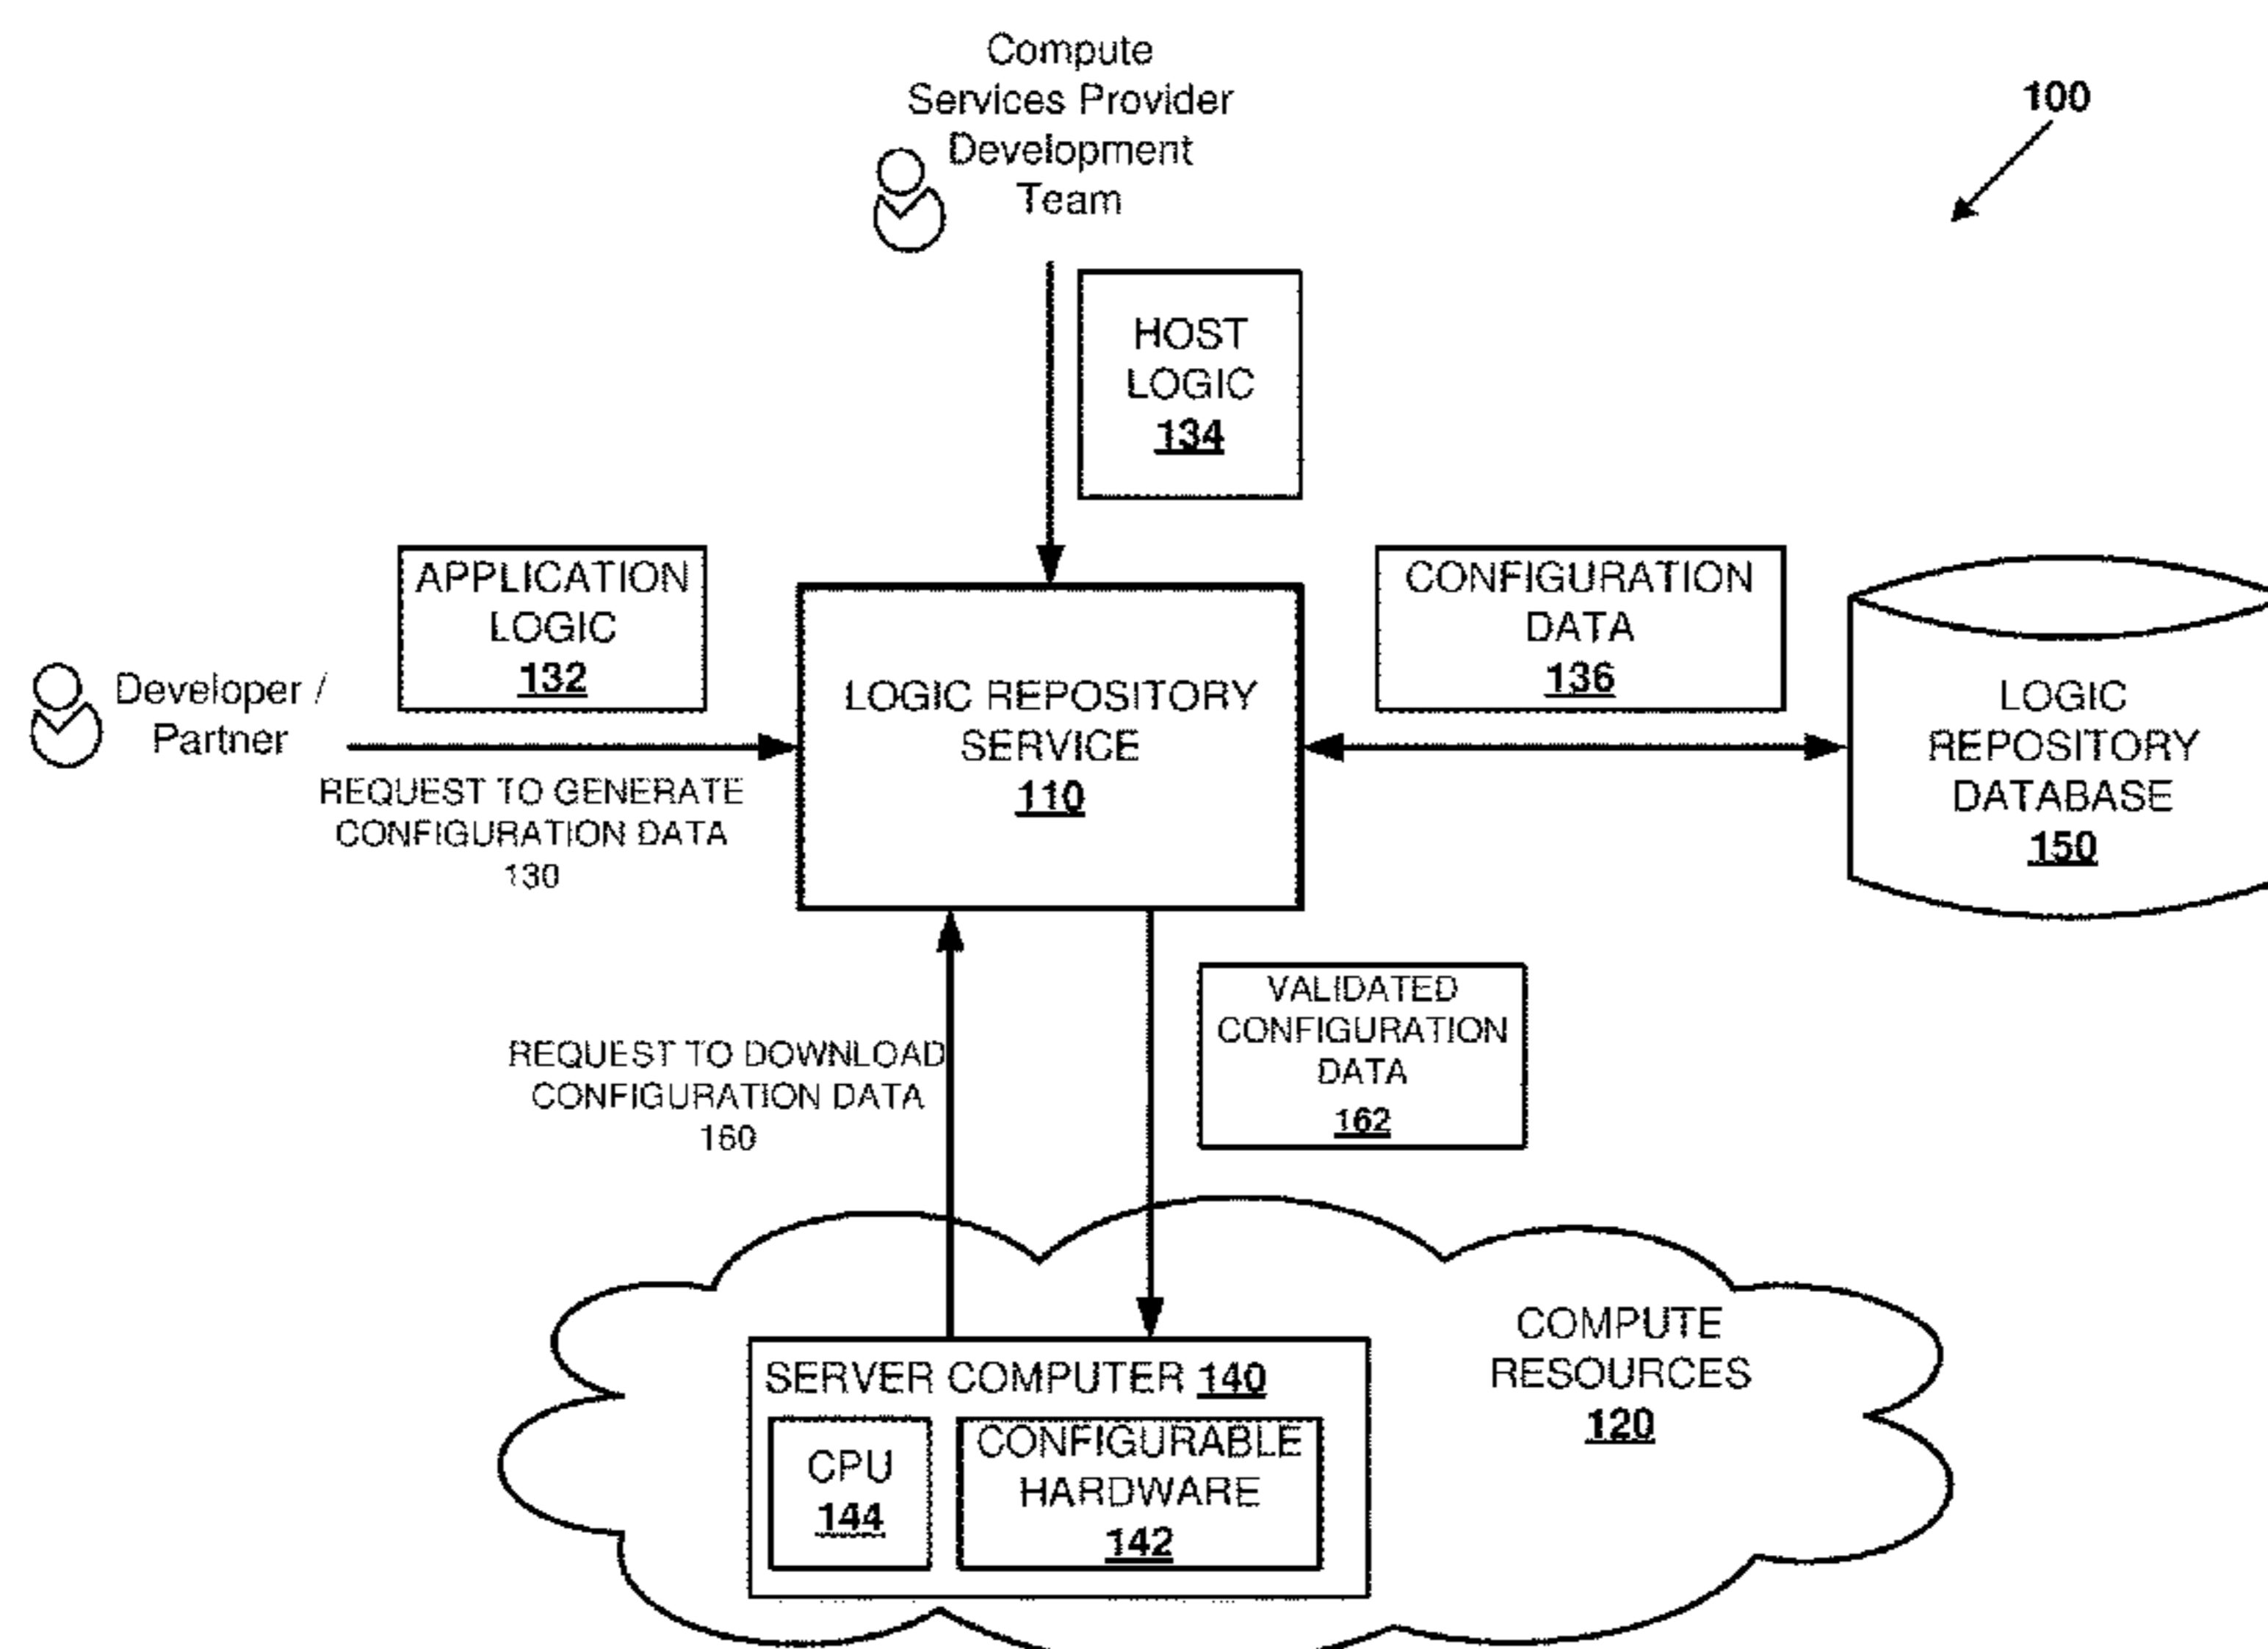 Compute
Services Provider
Development
Team
100
HOST
LOGIC
134
APPLICATION
LOGIC
132
CONFIGURATION
DATA
136
Developer /
Partner
LOGIC REPOSITORY
SERVICE
110
LOGIC
REPOSITORY
DATABASE
150
REQUEST TO GENERATE
CONFIGURATION DATA
130
VALIDATED
CONFIGURATION
DATA
162
REQUEST TO DOWNLOAD
CONFIGURATION DATA
160
COMPUTE
RESOURCES
120
SERVER COMPUTER 140
CPU
144
CONFIGURABLE
HARDWARE
142